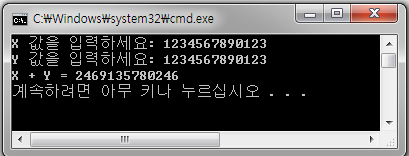 C:\Windows\system32\cmd.exe
X 값을 입력하세요: 1234567890123
Y 값을 입력하세요: 1234567890123
X + Y = 2469135780246
계속하려면 아무 키나 누르십시오 . . .